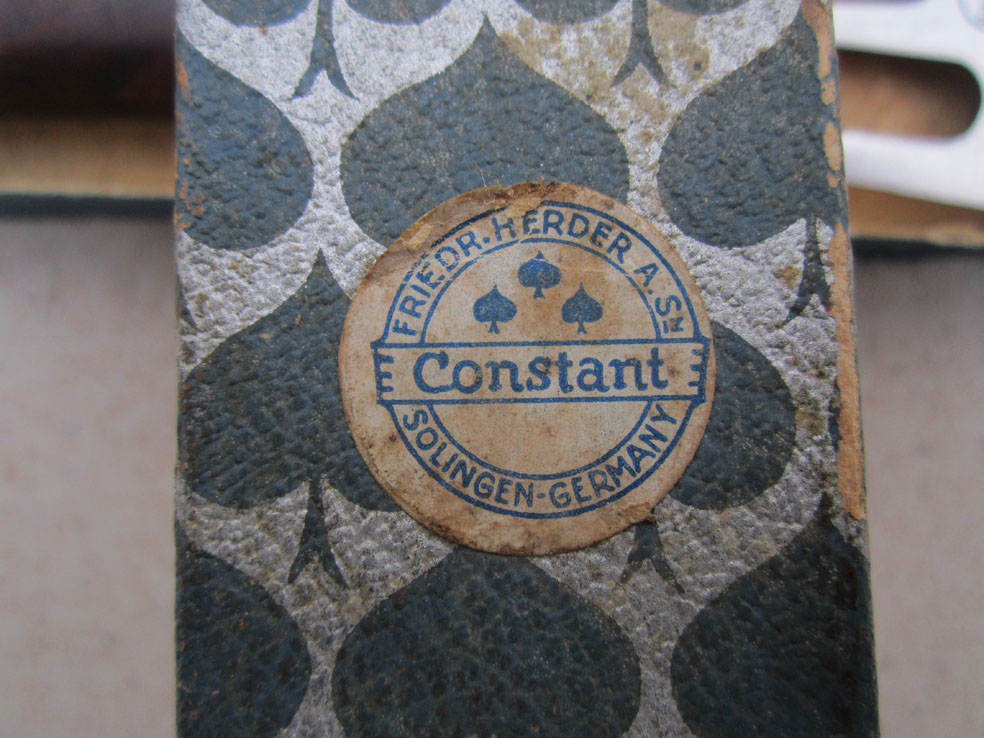 FRIEDR. HERDER A. SN
Constant
SOLINGEN-GERMANY